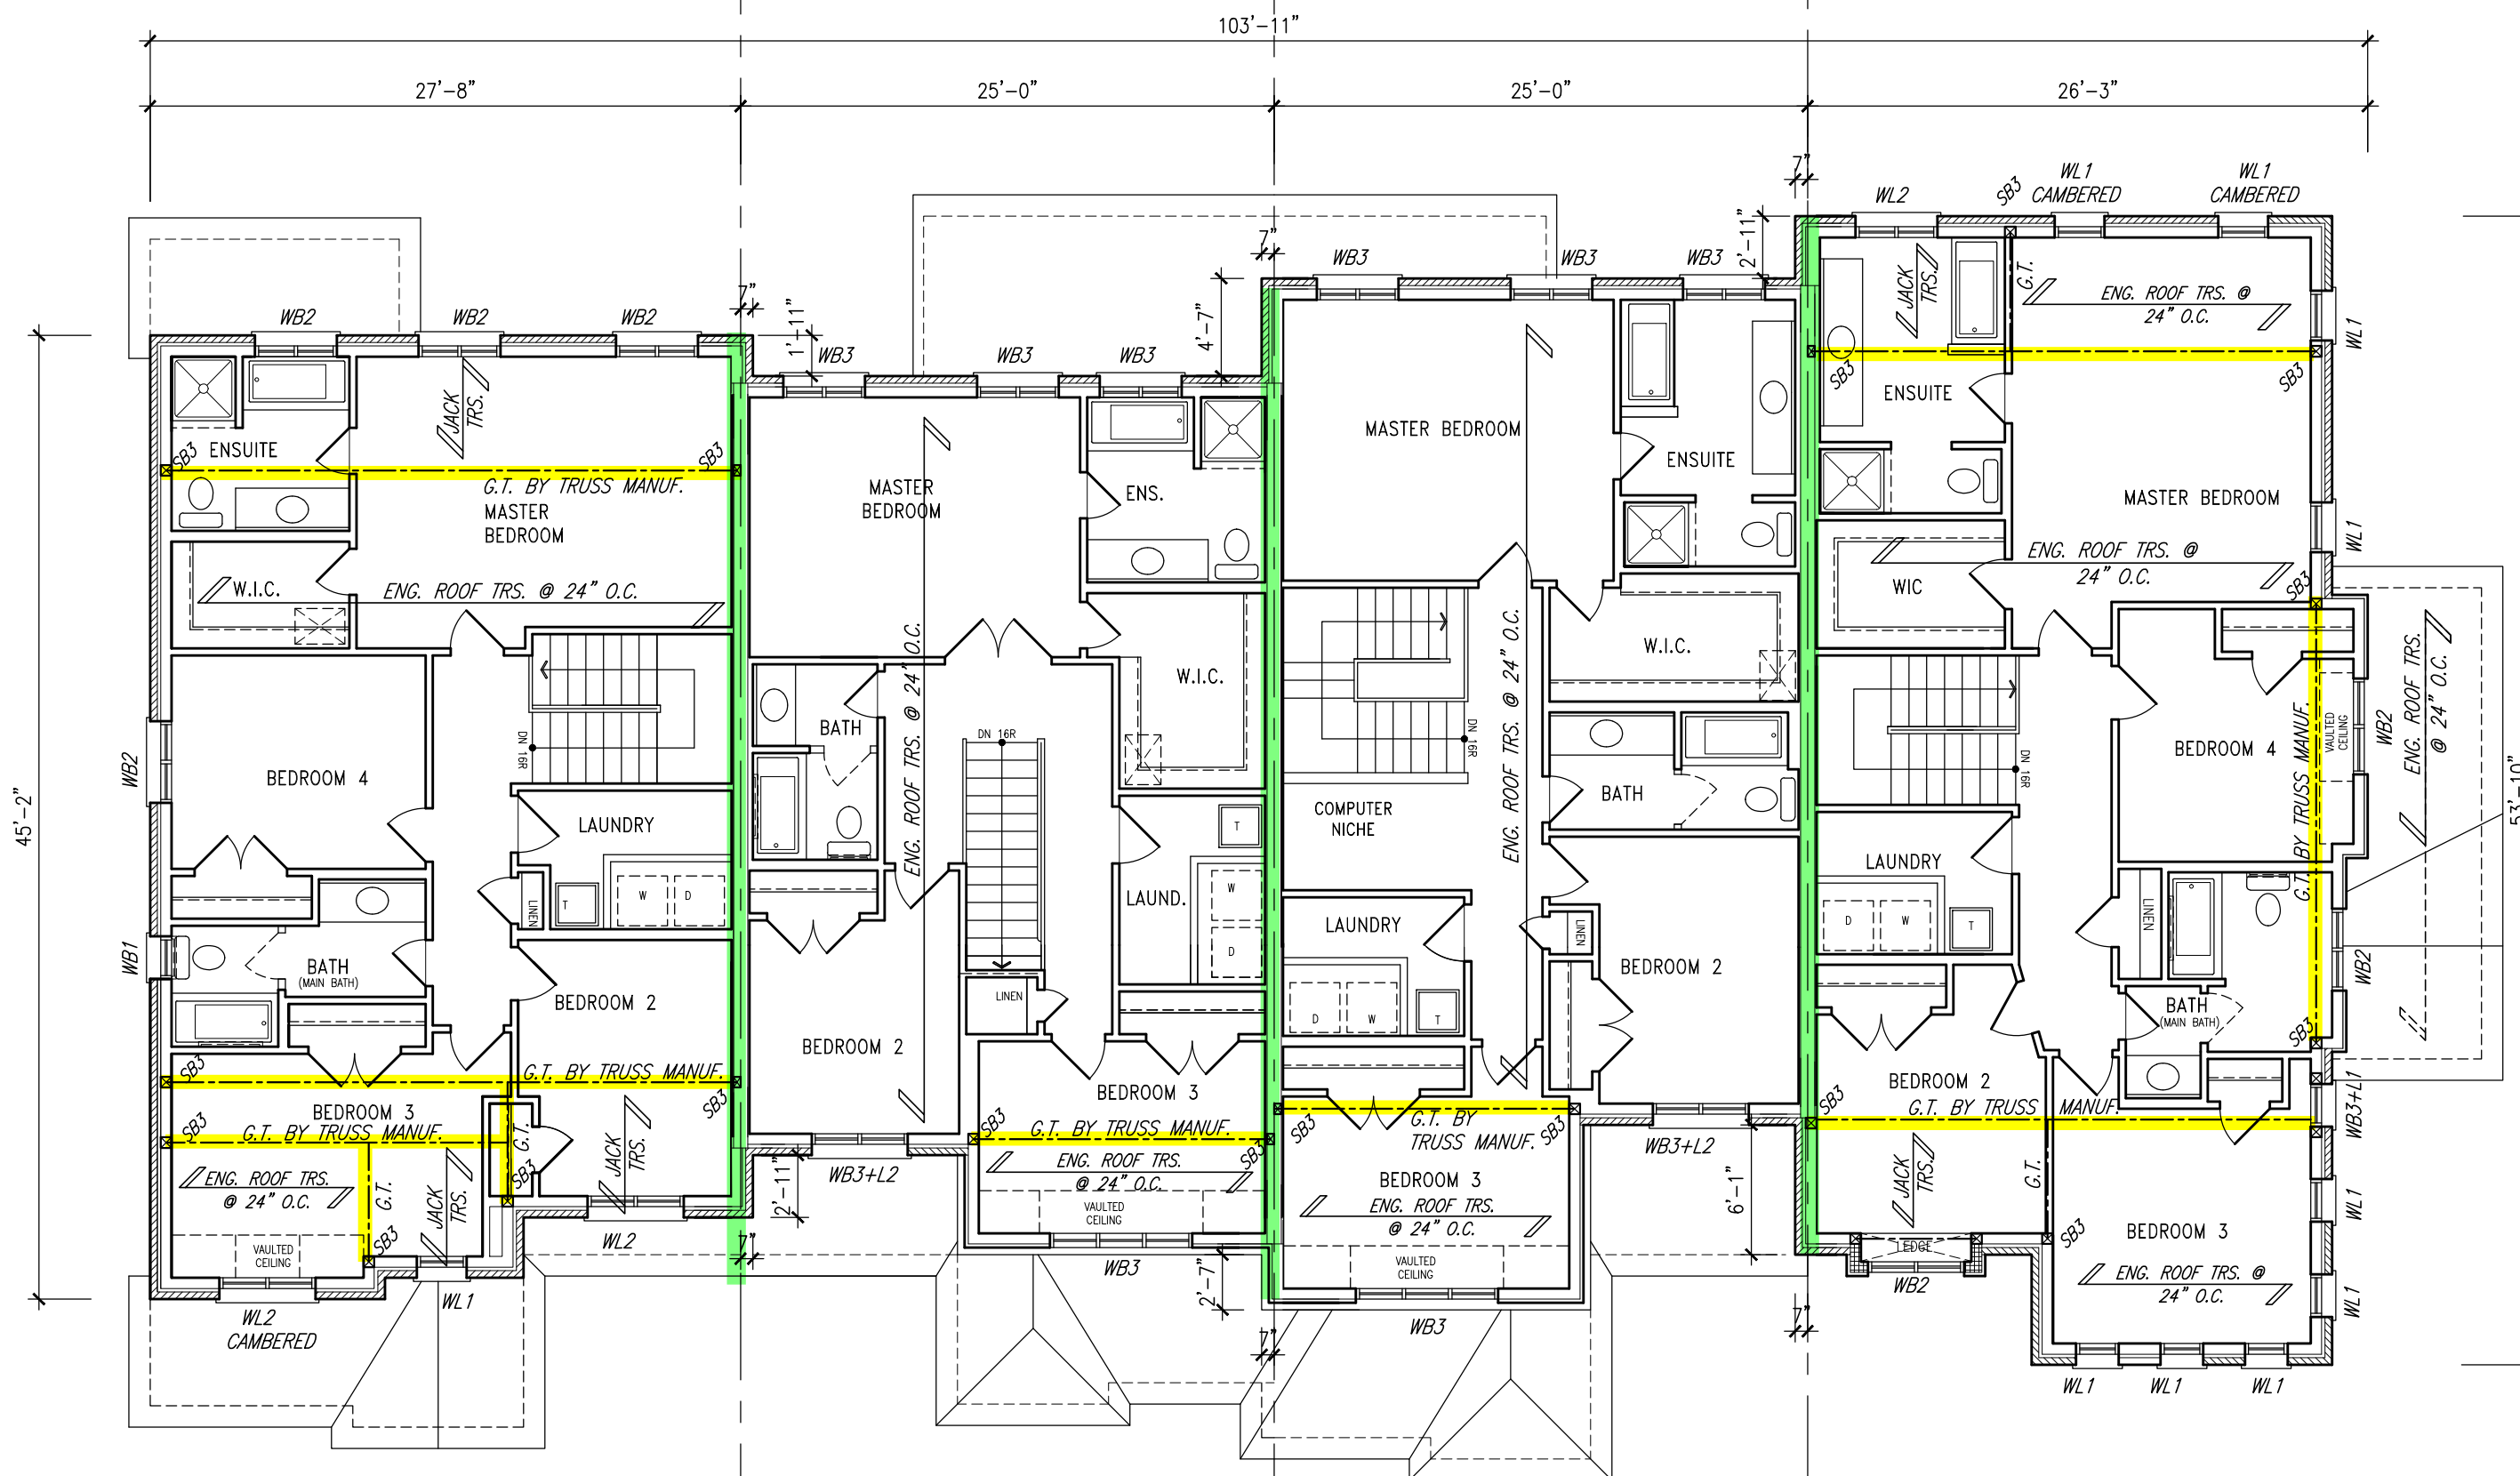 103'-11"
27'-8"
25'-0"
25'-0"
26'-3"
7"
WL2
SB3
WL1
CAMBERED
WL1
CAMBERED
7"
2'-11"
WB3
WB3
WB3
7"
1'-11"
4'-7"
WB2
WB2
WB2
WB3
WB3
WB3
JACK
TRS.
G.T.
ENG. ROOF TRS. @
24" O.C.
WL1
SB3
SB3
ENSUITE
JACK
TRS.
ENSUITE
SB3
SB3
G.T. BY TRUSS MANUF.
MASTER
BEDROOM
MASTER
BEDROOM
ENS.
MASTER BEDROOM
ENSUITE
MASTER BEDROOM
WL1
W.I.C.
ENG. ROOF TRS. @ 24" O.C.
WIC
ENG. ROOF TRS. @
24" O.C.
SB3
W.I.C.
W.I.C.
ENG. ROOF TRS. @ 24" O.C.
ENG. ROOF TRS. @ 24" O.C.
ENG. ROOF TRS.
@ 24" O.C.
BATH
DN 16R
DN 16R
DN 16R
DN 16R
BEDROOM 4
VAULTED
CEILING
WB2
G.T. BY TRUSS MANUF.
WB2
BEDROOM 4
45'-2"
53'-10"
LAUNDRY
T
COMPUTER
NICHE
BATH
LAUNDRY
T
W
D
LINEN
LAUND.
W
D
LAUNDRY
LINEN
D
W
T
LINEN
WB1
BATH
(MAIN BATH)
BEDROOM 2
LINEN
D
W
T
BEDROOM 2
WB2
BATH
(MAIN BATH)
SB3
BEDROOM 2
SB3
G.T. BY TRUSS MANUF.
SB3
BEDROOM 3
BEDROOM 2
SB3
WB3+L1
BEDROOM 3
SB3
G.T. BY TRUSS MANUF.
G.T.
SB3
G.T. BY TRUSS MANUF.
SB3
SB3
G.T. BY
TRUSS MANUF.
SB3
G.T. BY TRUSS MANUF.
ENG. ROOF TRS.
@ 24" O.C.
G.T.
JACK
TRS.
SB3
JACK
TRS.
WB3+L2
2'-11"
ENG. ROOF TRS.
@ 24" O.C.
VAULTED
CEILING
BEDROOM 3
ENG. ROOF TRS.
@ 24" O.C.
WB3+L2
6'-1"
JACK
TRS.
G.T.
SB3
WL1
BEDROOM 3
VAULTED
CEILING
SB3
WL2
7"
WB3
2'-7"
VAULTED
CEILING
LEDGE
WB2
ENG. ROOF TRS. @
24" O.C.
WL1
WL2
CAMBERED
WL1
7"
WB3
7"
WL1
WL1
WL1